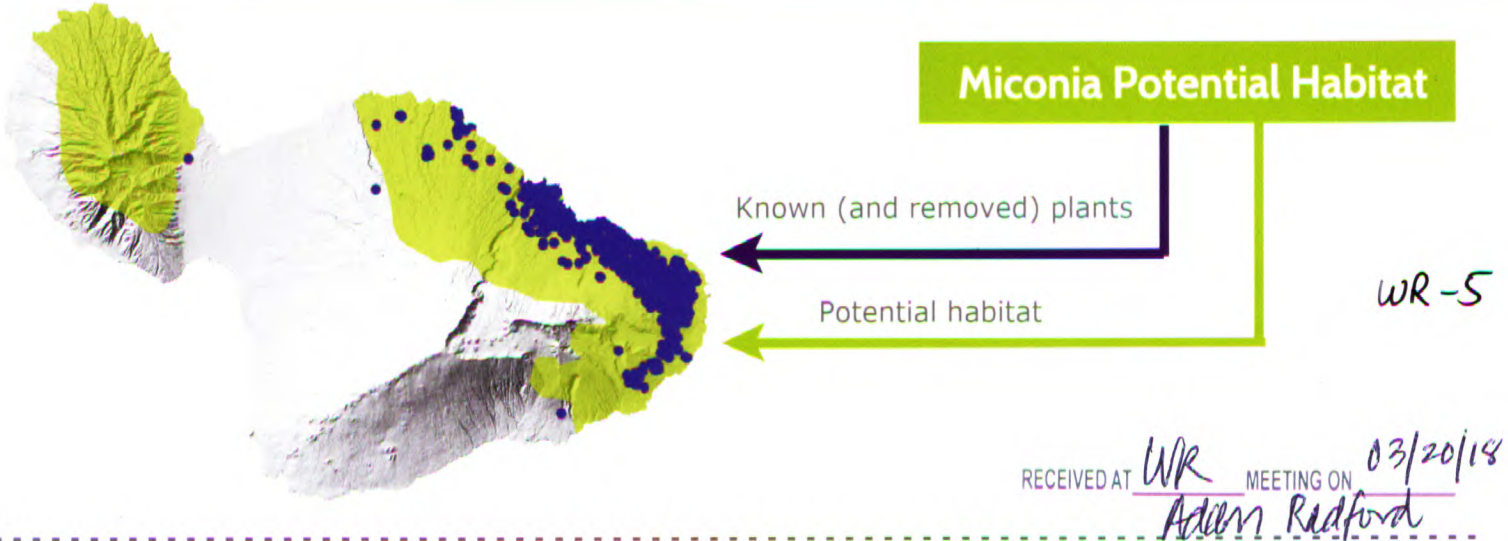 Miconia Potential Habitat
Known (and removed) plants
Potential habitat
WR-5
RECEIVED AT WR MEETING ON 03/20/18
Adam Radford